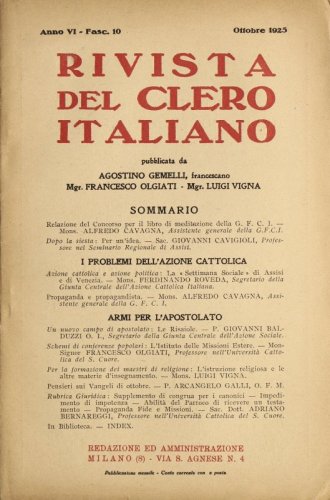 Anno VI - Fasc. 10 Ottobre 1925
RIVISTA
DEL CLERO
ITALIANO
pubblicata da
AGOSTINO GEMELLI, francescano
Mgr. FRANCESCO OLGIATI - Mgr. LUIGI VIGNA
SOMMARIO
Relazione del Concorso per il libro di meditazione della G. F. C. I. —
Mons. ALFREDO CAVAGNA, Assistente generale della G.F.C.I.
Dopo la siesta: Per un'idea. — Sac. GIOVANNI CAVIGIOLI, Profes-
sore nel Seminario Regionale di Assisi.
I PROBLEMI DELL'AZIONE CATTOLICA
Azione cattolica e azione politica: La « Settimana Sociale » di Assisi
e di Venezia. — Mons. FERDINANDO ROVEDA, Segretario della
Giunta Centrale dell'Azione Cattolica Italiana.
Propaganda e propagandista. — Mons. ALFREDO CAVAGNA, Assi-
stente generale della G. F. C. I.
ARMI PER L'APOSTOLATO
Un nuovo campo di apostolato: Le Risaiole. — P. GIOVANNI BAL-
DUZZI O. I., Segretario della Giunta Centrale dell'Azione Sociale.
Schemi di conferenze popolari: L'Istituto delle Missioni Estere. — Mon-
Signor FRANCESCO OLGIATI, Professore nell'Università Catto-
lica del S. Cuore.
Per la formazione dei maestri di religione: L'Istruzione religiosa e le
altre materie d'insegnamento. — Mons. LUIGI VIGNA.
Pensieri sui Vangeli di ottobre. — P. ARCANGELO GALLI, O. F. M.
Rubrica Giuridica: Supplemento di congrua per i canonici — Impedi-
mento di impotenza — Abilità del Parroco di ricevere un testa-
mento — Propaganda Fide e Missioni. — Sac. Dott. ADRIANO
BERNAREGGI, Professore nell'Università Cattolica del S. Cuore.
In Biblioteca. — INDEX.
REDAZIONE ED AMMINISTRAZIONE
MILANO (8) - VIA S. AGNESE N. 4
Pubblicazione mensile - Conto corrente con la posta